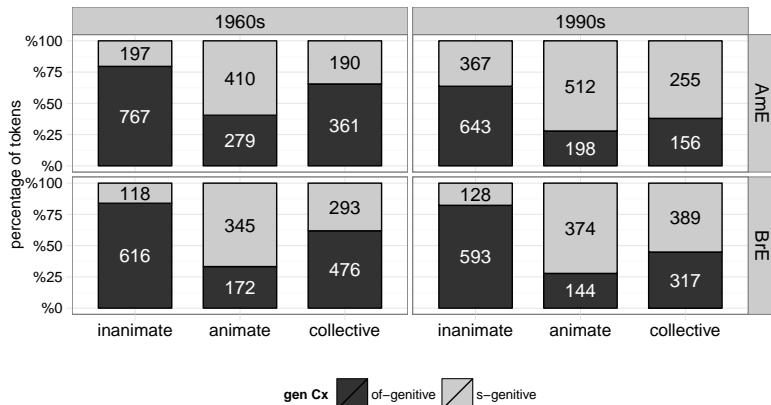 1960s 1990s
%100 197 410 190 367 512 255
%75
%50
%25 767 279 361 643 198 156
%0
AmE
%100 118 345 293 128 374 389
%75
%50
%25 616 172 476 593 144 317
%0
BrE
percentage of tokens
inanimate animate collective inanimate animate collective
gen Cx of−genitive s−genitive